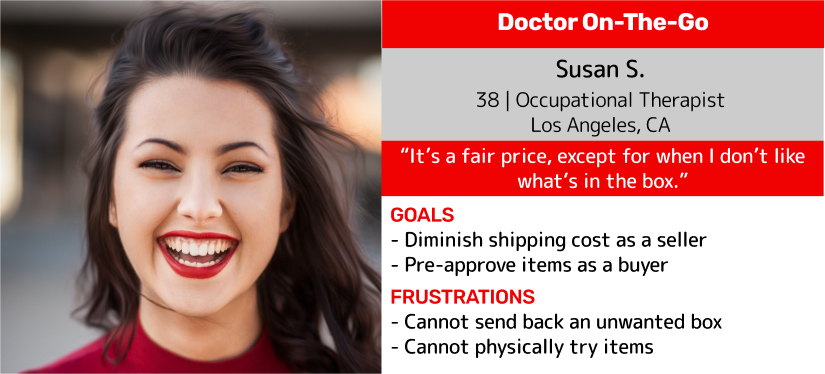 Doctor On-The-Go
Susan S.
38 | Occupational Therapist
Los Angeles, CA
“It’s a fair price, except for when I don’t like
what’s in the box.”
GOALS
- Diminish shipping cost as a seller
- Pre-approve items as a buyer
FRUSTRATIONS
- Cannot send back an unwanted box
- Cannot physically try items